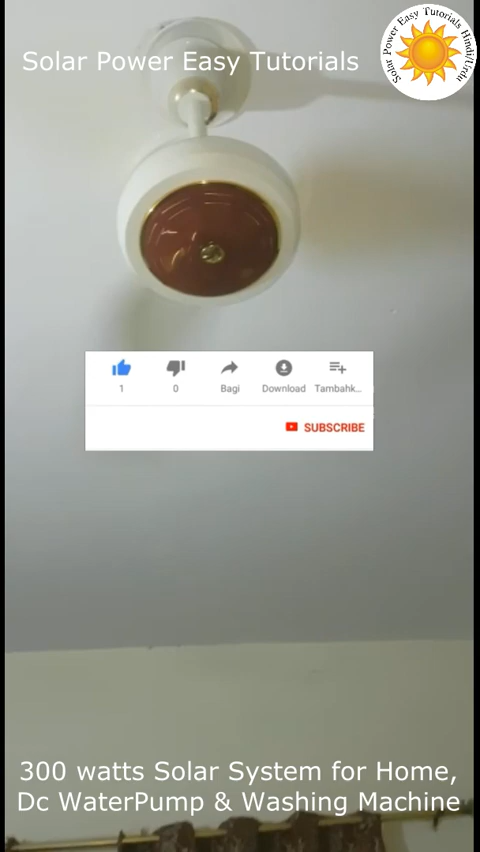 Solar Power Easy Tutorials
Solar Power Easy Tutorials Hindi/Urdu
1
0
Bagi
Download
Tambahk...
SUBSCRIBE
300 watts Solar System for Home,
Dc WaterPump & Washing Machine